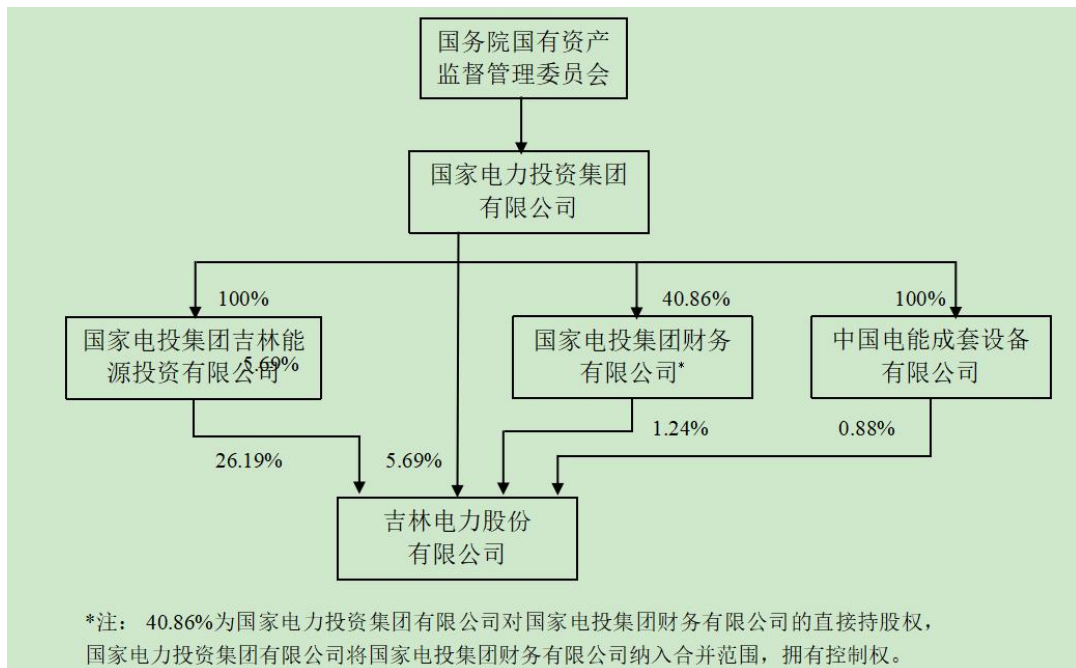 国务院国有资产
监督管理委员会
国家电力投资集团
有限公司
100%
40.86%
100%
国家电投集团吉林能
源投资有限公司
5.69%
国家电投集团财务
有限公司*
中国电能成套设备
有限公司
26.19%
5.69%
1.24%
0.88%
吉林电力股份
有限公司
*注： 40.86%为国家电力投资集团有限公司对国家电投集团财务有限公司的直接持股权，
国家电力投资集团有限公司将国家电投集团财务有限公司纳入合并范围，拥有控制权。